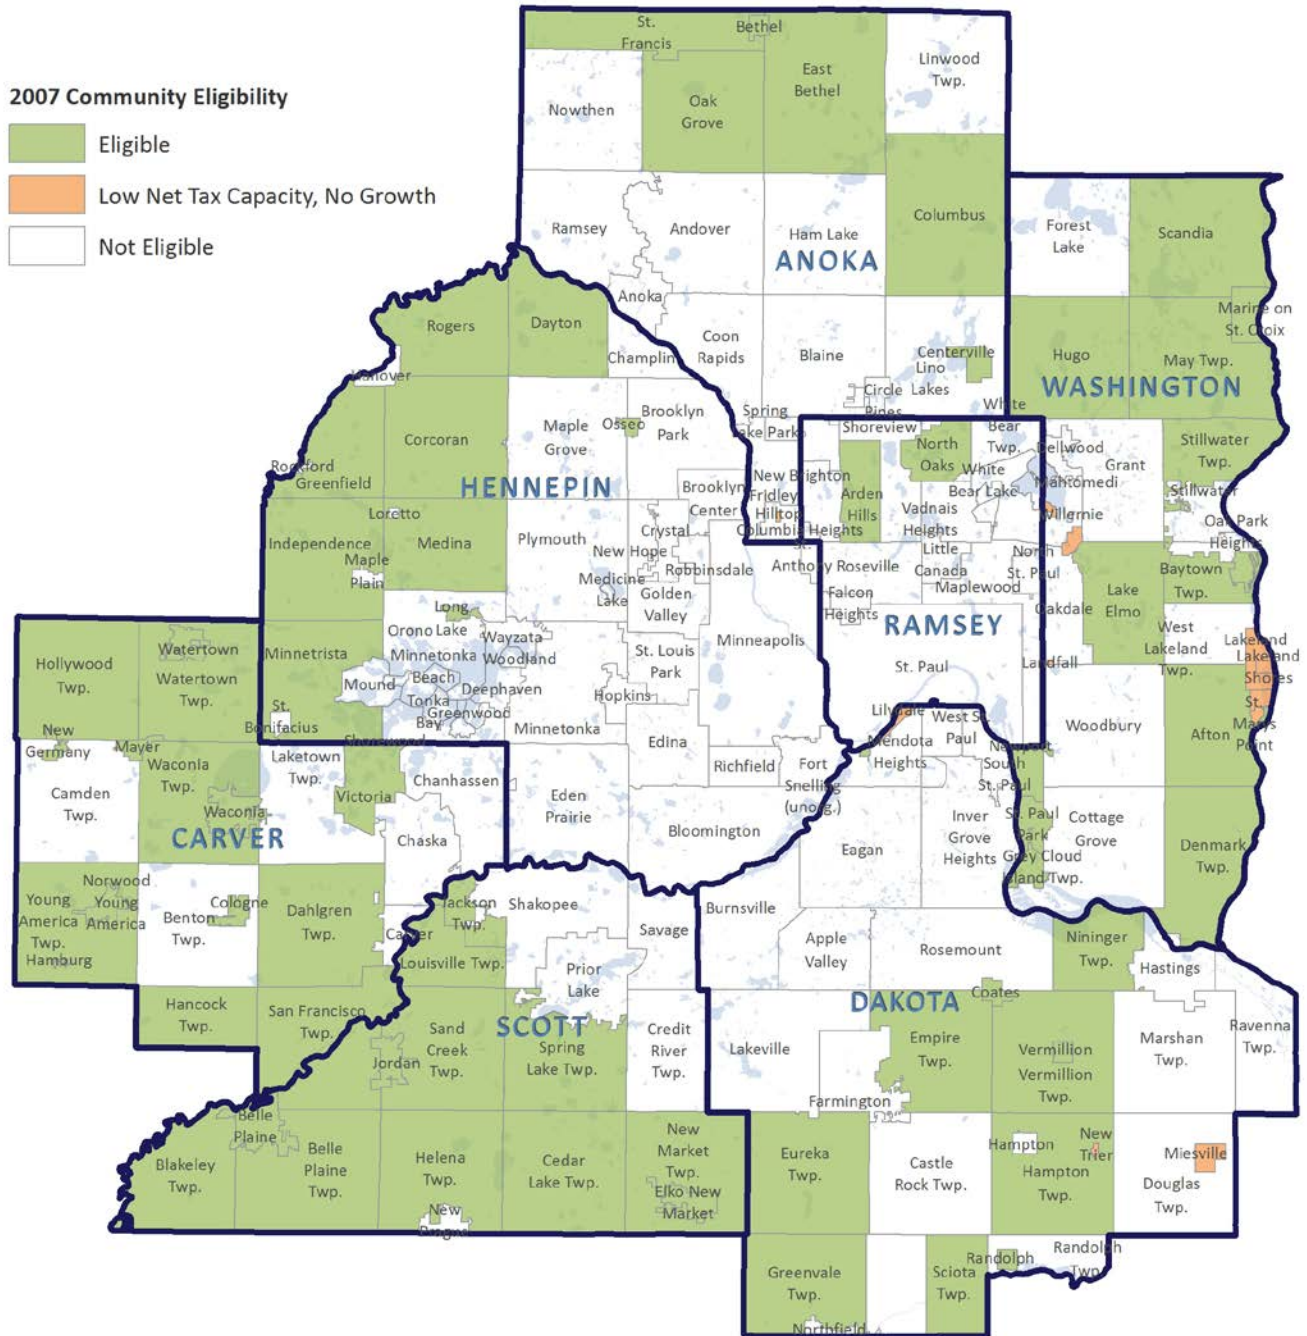 2007 Community Eligibility
Eligible
Low Net Tax Capacity, No Growth
Not Eligible
St.
Francis
Bethel
East
Bethel
Linwood
Twp.
Nowthen
Oak
Grove
Columbus
Ramsey
Andover
Ham Lake
ANOKA
Anoka
Coon
Rapids
Blaine
Centerville
Lino
Lakes
Circle
Pines
Spring
Lake Park
Fridley
Hilltop
Columbia Heights
Forest
Lake
Scandia
Marine on
St. Croix
Hugo
May Twp.
WASHINGTON
Stillwater
Twp.
Dellwood
Grant
Mahtomedi
Stillwater
Willernie
Oak Park
Heights
Baytown
Twp.
Lake
Elmo
West
Lakeland
Twp.
Lakeland
Lakeland
Shores
St.
Marys
Point
Oakdale
Landfall
Woodbury
Afton
Newport
St. Paul
Park
Cottage
Grove
Grey Cloud
Island Twp.
Denmark
Twp.
Rogers
Dayton
Champlin
Hanover
Corcoran
Maple
Grove
Osseo
Brooklyn
Park
Rockford
Greenfield
HENNEPIN
Brooklyn
Center
Loretto
Independence
Medina
Plymouth
Crystal
New Hope
Robbinsdale
Maple
Plain
Medicine
Lake
Golden
Valley
Long
Lake
Orono
Wayzata
Woodland
Minnetrista
Minnetonka
Beach
Mound
Tonka
Bay
Deephaven
Greenwood
St.
Bonifacius
Shorewood
Minnetonka
Hopkins
St. Louis
Park
Minneapolis
Edina
Richfield
Fort
Snelling
(unorg.)
Eden
Prairie
Bloomington
Shoreview
White
Bear
Twp.
North
Oaks
White
Bear Lake
New Brighton
Arden
Hills
Vadnais
Heights
St.
Anthony
Roseville
Little
Canada
North
St. Paul
Maplewood
Falcon
Heights
RAMSEY
St. Paul
Hollywood
Twp.
Watertown
Watertown
Twp.
New
Germany
Mayer
Waconia
Twp.
Laketown
Twp.
Chanhassen
Camden
Twp.
Waconia
Victoria
CARVER
Chaska
Norwood
Young
America
Young
America
Twp.
Hamburg
Cologne
Benton
Twp.
Dahlgren
Twp.
Carver
Hancock
Twp.
San Francisco
Twp.
Jackson
Twp.
Shakopee
Savage
Louisville Twp.
Prior
Lake
SCOTT
Sand
Creek
Twp.
Jordan
Spring
Lake Twp.
Credit
River
Twp.
Belle
Plaine
Blakeley
Twp.
Belle
Plaine
Twp.
Helena
Twp.
Cedar
Lake Twp.
New
Market
Twp.
Elko New
Market
New
Prague
Lilydale
West St.
Paul
Mendota
Heights
South
St. Paul
Inver
Grove
Heights
Eagan
Burnsville
Apple
Valley
Rosemount
Nininger
Twp.
Hastings
DAKOTA
Coates
Lakeville
Empire
Twp.
Vermillion
Vermillion
Twp.
Marshan
Twp.
Ravenna
Twp.
Farmington
Eureka
Twp.
Castle
Rock Twp.
Hampton
New
Trier
Hampton
Twp.
Miesville
Douglas
Twp.
Greenvale
Twp.
Sciota
Twp.
Randolph
Randolph
Twp.
Northfield